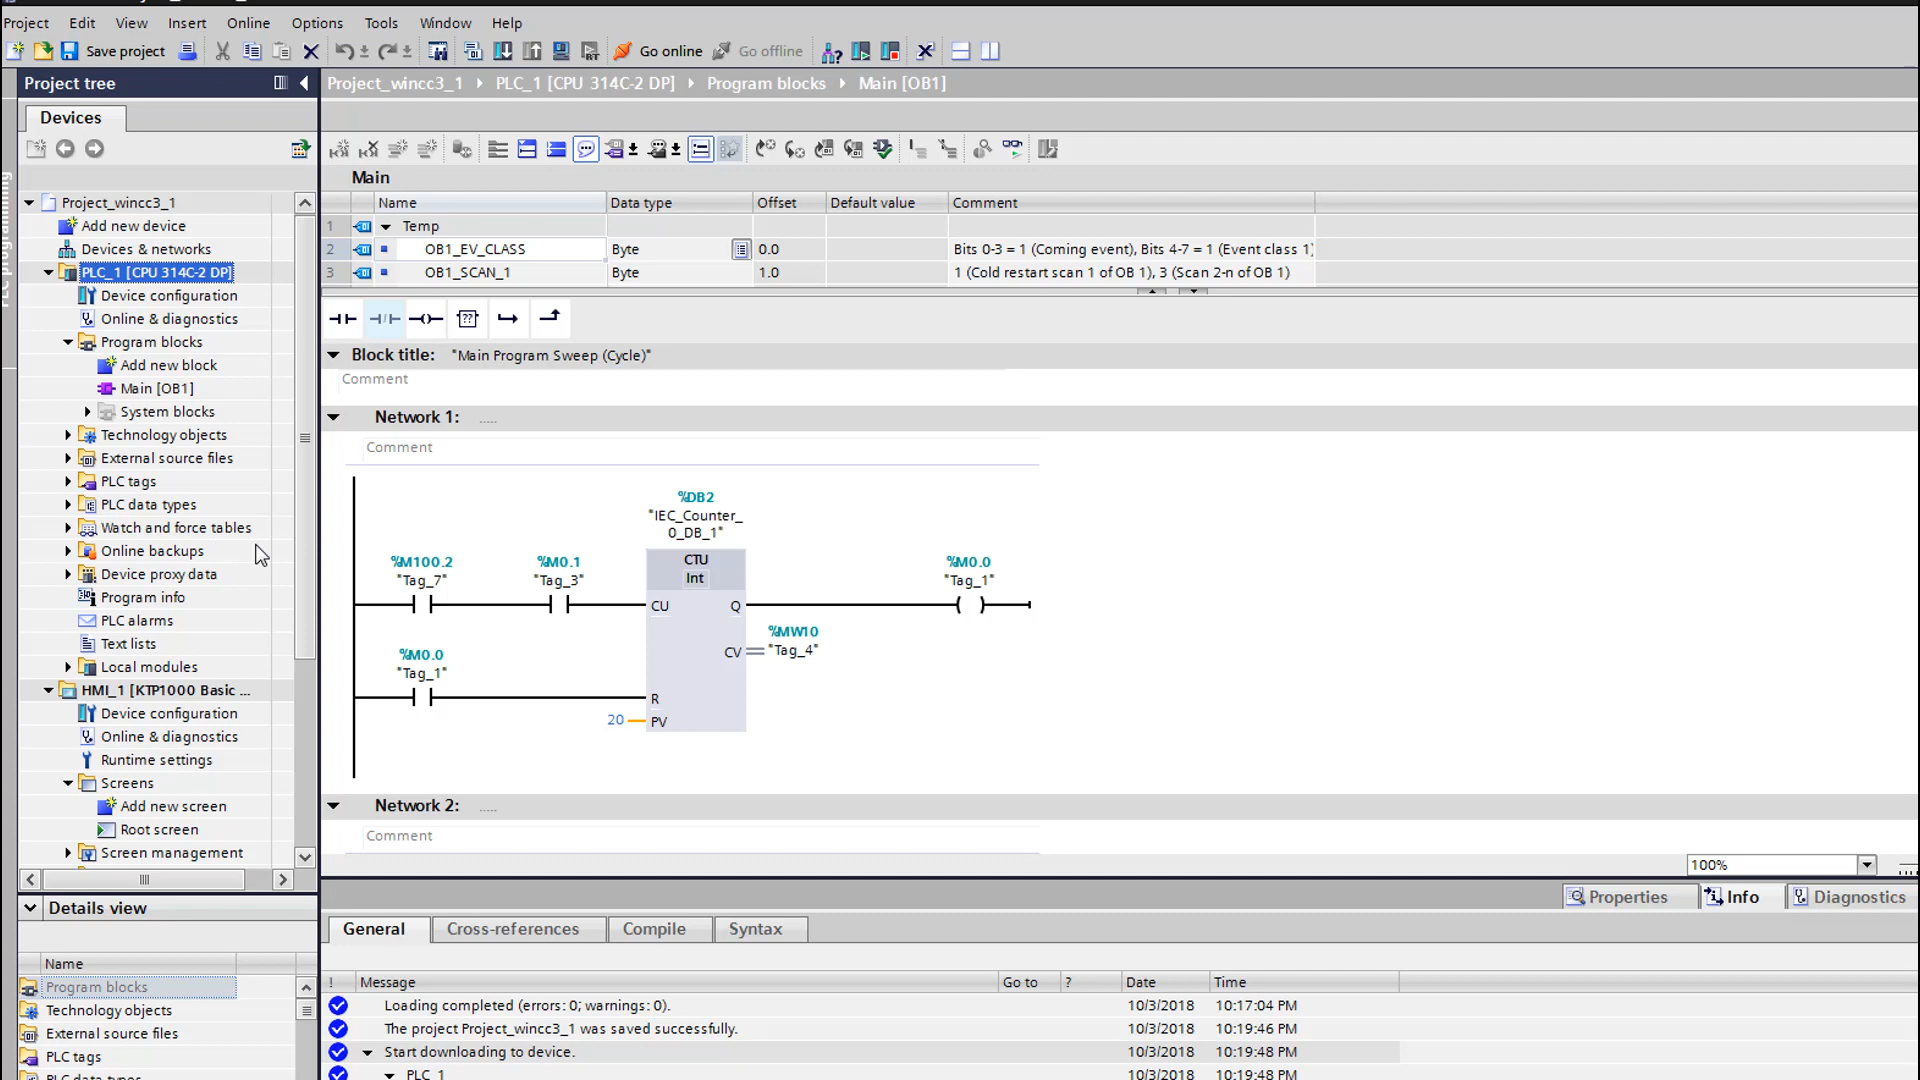 Project Edit View Insert Online Options Tools Window Help
Save project Go online Go offline
Project tree
Project_wincc3_1 PLC_1 [CPU 314C-2 DP] Program blocks Main [OB1]
Devices
PLC programming
Project_wincc3_1
Add new device
Devices & networks
PLC_1 [CPU 314C-2 DP]
Device configuration
Online & diagnostics
Program blocks
Add new block
Main [OB1]
System blocks
Technology objects
External source files
PLC tags
PLC data types
Watch and force tables
Online backups
Device proxy data
Program info
PLC alarms
Text lists
Local modules
HMI_1 [KTP1000 Basic ...
Device configuration
Online & diagnostics
Runtime settings
Screens
Add new screen
Root screen
Screen management
Details view
Name
Program blocks
Technology objects
External source files
PLC tags
PLC data types
Main
Name Data type Offset Default value Comment
1 Temp
2 OB1_EV_CLASS Byte 0.0 Bits 0-3 = 1 (Coming event), Bits 4-7 = 1 (Event class 1)
3 OB1_SCAN_1 Byte 1.0 1 (Cold restart scan 1 of OB 1), 3 (Scan 2-n of OB 1)
??
Block title: "Main Program Sweep (Cycle)"
Comment
Network 1: .....
Comment
%DB2
"IEC_Counter_
0_DB_1"
CTU
Int
%M100.2
"Tag_7"
%M0.1
"Tag_3"
%M0.0
"Tag_1"
CU Q
%MW10
CV "Tag_4"
%M0.0
"Tag_1"
R
20 PV
Network 2: .....
Comment
100%
Properties Info Diagnostics
General Cross-references Compile Syntax
! Message Go to ? Date Time
Loading completed (errors: 0; warnings: 0). 10/3/2018 10:17:04 PM
The project Project_wincc3_1 was saved successfully. 10/3/2018 10:19:46 PM
Start downloading to device. 10/3/2018 10:19:48 PM
PLC_1 10/3/2018 10:19:48 PM